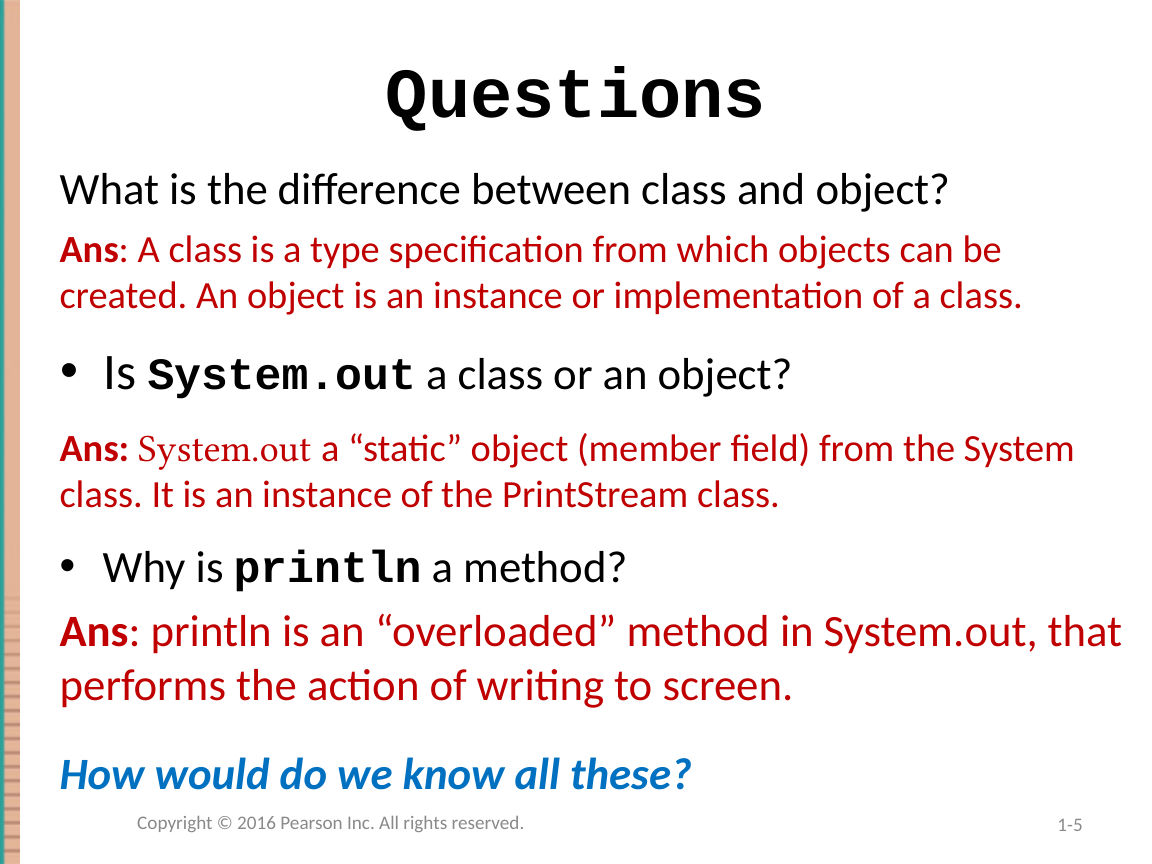 Questions
What is the difference between class and object?
Ans: A class is a type specification from which objects can be
created. An object is an instance or implementation of a class.
• Is System.out a class or an object?
Ans: System.out a “static” object (member field) from the System
class. It is an instance of the PrintStream class.
• Why is println a method?
Ans: println is an “overloaded” method in System.out, that
performs the action of writing to screen.
How would do we know all these?
Copyright © 2016 Pearson Inc. All rights reserved.
1-5